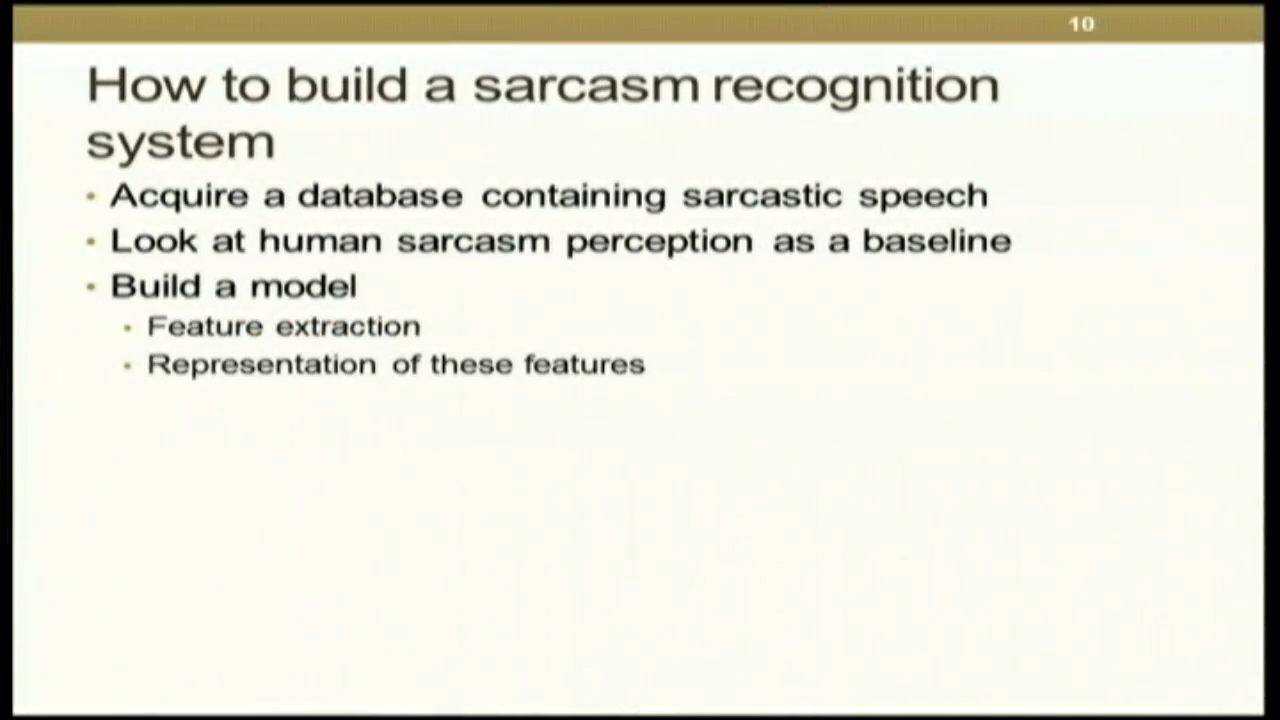 10
How to build a sarcasm recognition
system
• Acquire a database containing sarcastic speech
• Look at human sarcasm perception as a baseline
• Build a model
• Feature extraction
• Representation of these features